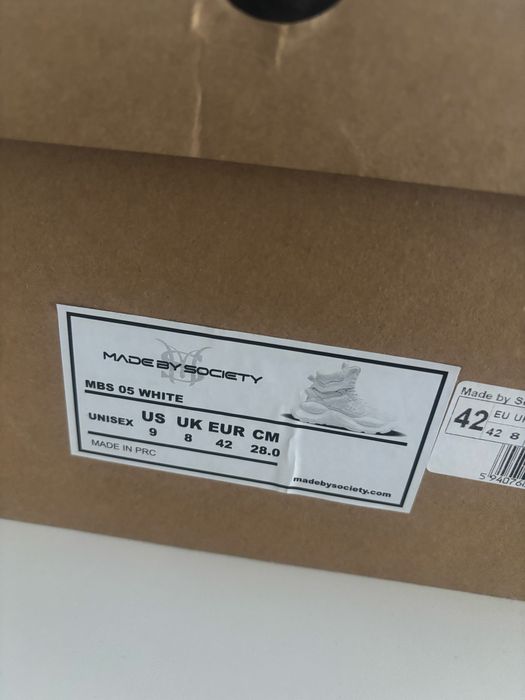 MADE BY SOCIETY
MBS 05 WHITE
UNISEX US UK EUR CM
9 8 42 28.0
MADE IN PRC
madebysociety.com
Made by
42 EU
42 8